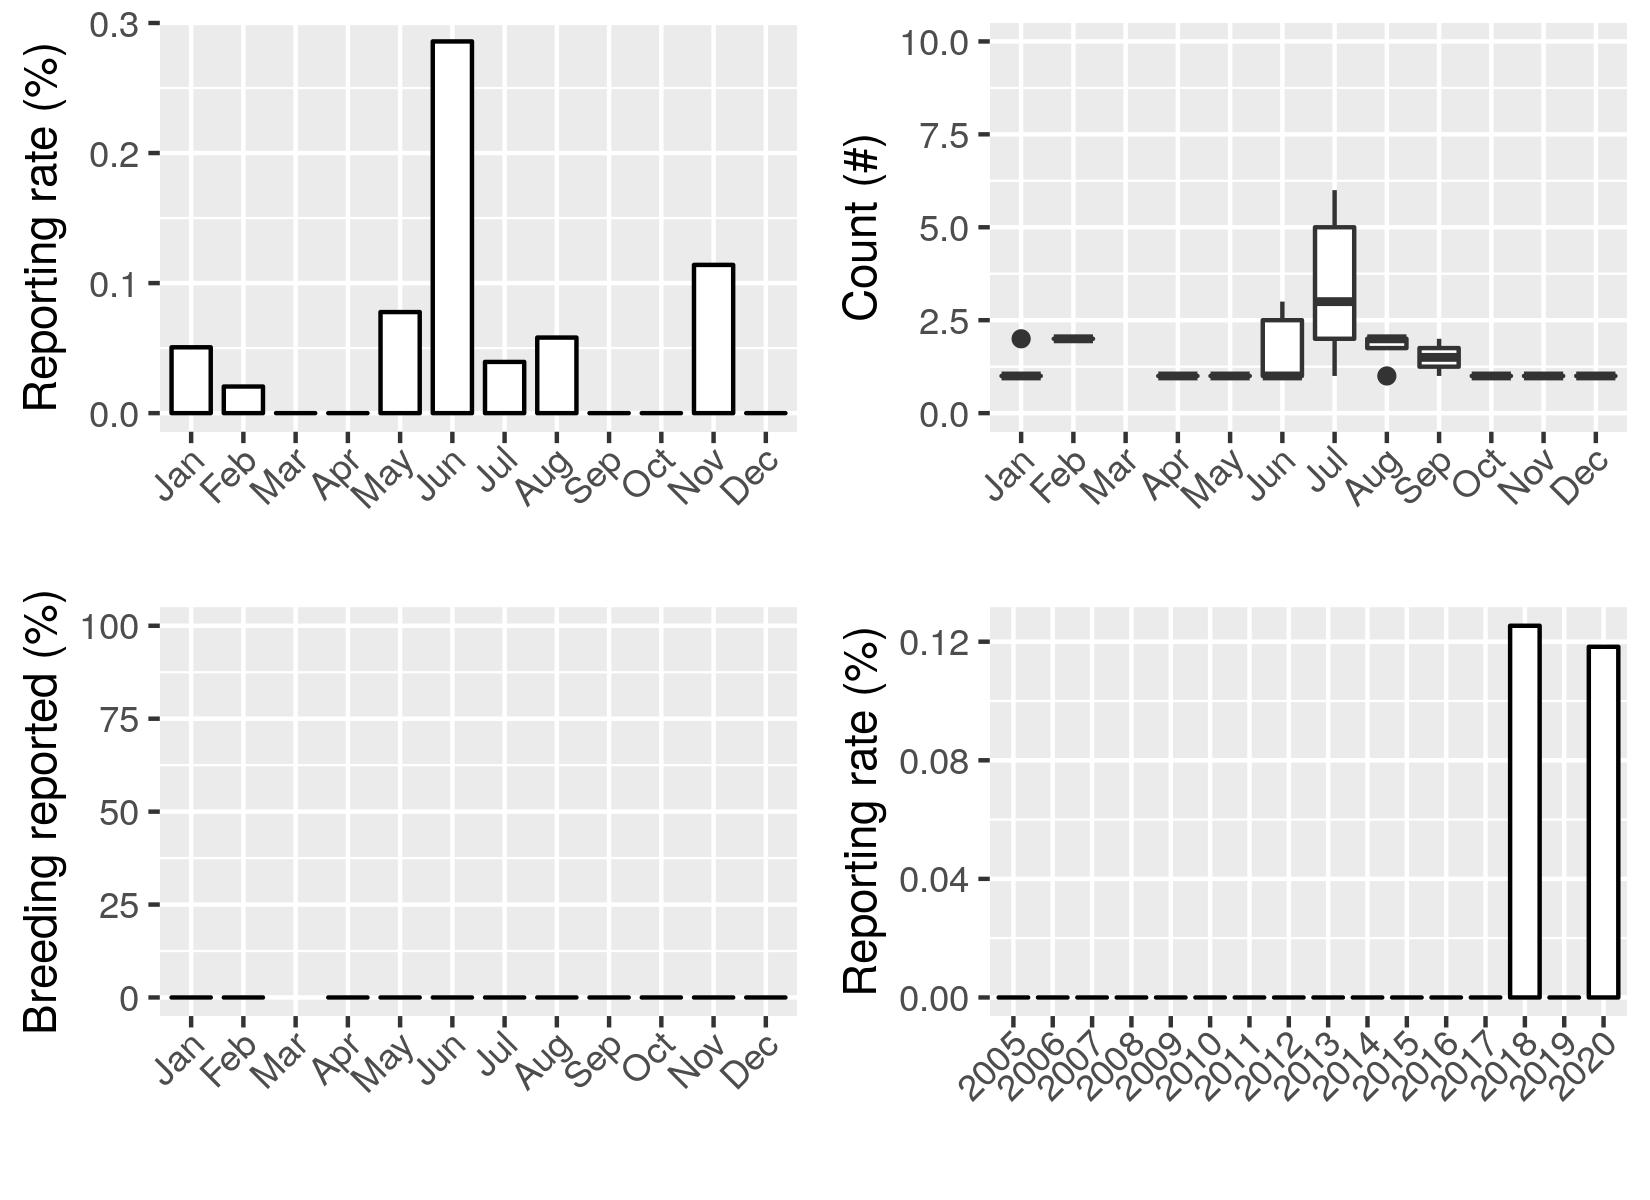 Reporting rate (%)
0.3
0.2
0.1
0.0
Jan Feb Mar Apr May Jun Jul Aug Sep Oct Nov Dec
Count (#)
10.0
7.5
5.0
2.5
0.0
Jan Feb Mar Apr May Jun Jul Aug Sep Oct Nov Dec
Breeding reported (%)
100
75
50
25
0
Jan Feb Mar Apr May Jun Jul Aug Sep Oct Nov Dec
Reporting rate (%)
0.12
0.08
0.04
0.00
2005 2006 2007 2008 2009 2010 2011 2012 2013 2014 2015 2016 2017 2018 2019 2020